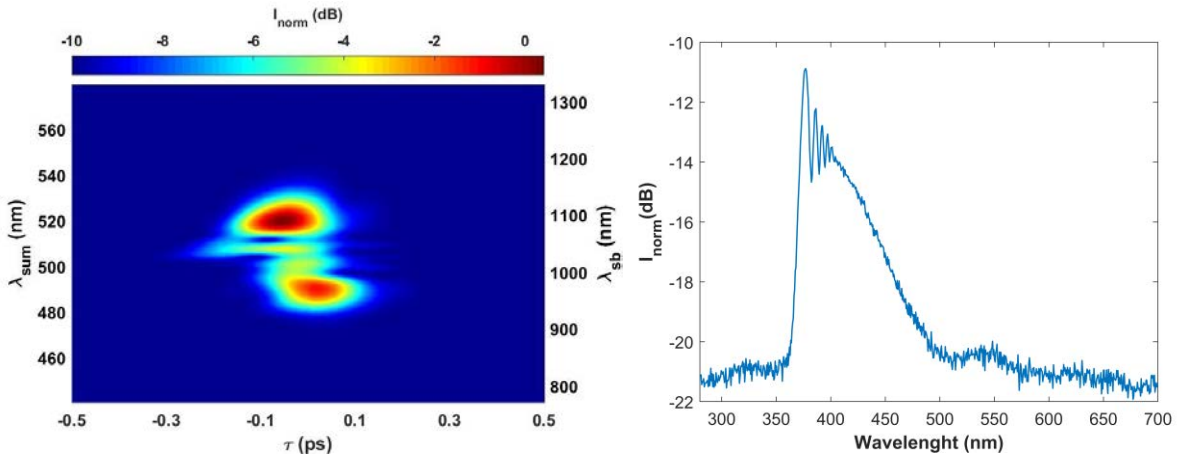 I_norm (dB)
-10 -8 -6 -4 -2 0
λ_sum (nm)
560
540
520
500
480
460
1300
1200
1100
1000
900
800
λ_sb (nm)
-0.5 -0.3 -0.1 0.1 0.3 0.5
τ (ps)
I_norm(dB)
-10
-12
-14
-16
-18
-20
-22
300 350 400 450 500 550 600 650 700
Wavelenght (nm)